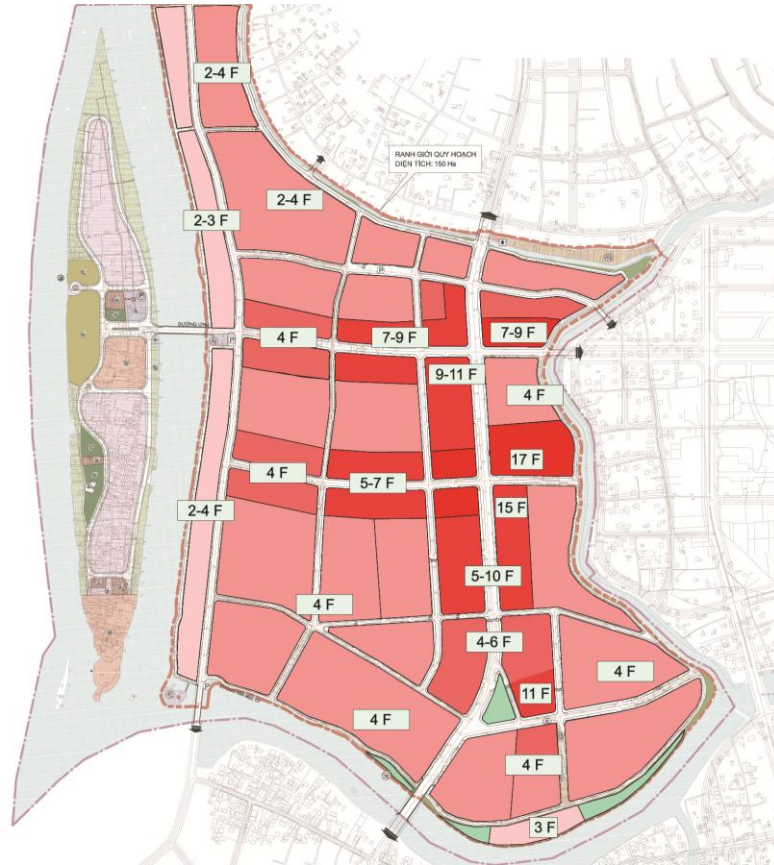 2-4 F
RANH GIỚI QUY HOẠCH
DIỆN TÍCH: 150 Ha
2-4 F
2-3 F
P
ĐƯỜNG
P
4 F
7-9 F
7-9 F
9-11 F
4 F
17 F
4 F
5-7 F
2-4 F
15 F
5-10 F
4 F
4-6 F
4 F
11 F
4 F
4 F
3 F